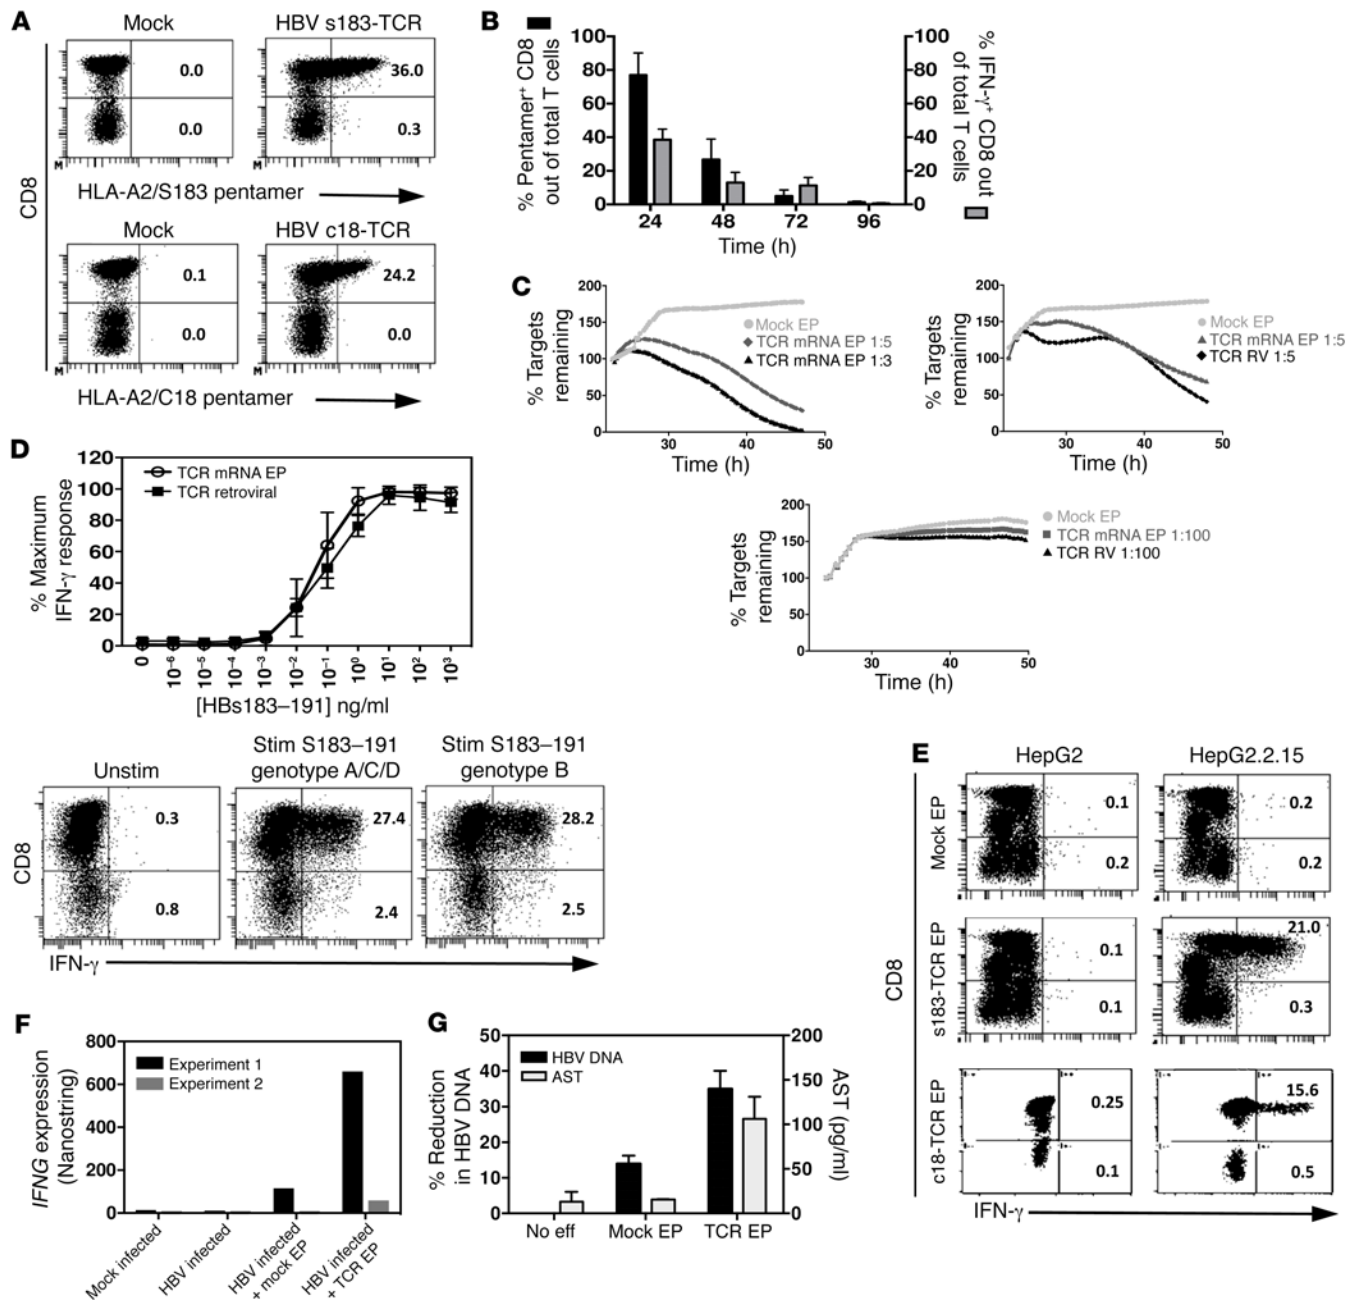 A
Mock
HBV s183-TCR
0.0
0.0
36.0
0.3
CD8
HLA-A2/S183 pentamer
Mock
HBV c18-TCR
0.1
0.0
24.2
0.0
HLA-A2/C18 pentamer
B
% Pentamer⁺ CD8
out of total T cells
100
80
60
40
20
0
24
48
72
96
Time (h)
100
80
60
40
20
0
% IFN-γ⁺ CD8 out
of total T cells
C
% Targets
remaining
200
150
100
50
0
30
40
50
Time (h)
Mock EP
TCR mRNA EP 1:5
TCR mRNA EP 1:3
% Targets
remaining
200
150
100
50
0
30
40
50
Time (h)
Mock EP
TCR mRNA EP 1:5
TCR RV 1:5
% Targets
remaining
200
150
100
50
0
30
40
50
Time (h)
Mock EP
TCR mRNA EP 1:100
TCR RV 1:100
D
% Maximum
IFN-γ response
120
100
80
60
40
20
0
TCR mRNA EP
TCR retroviral
0
10⁻⁶
10⁻⁵
10⁻⁴
10⁻³
10⁻²
10⁻¹
10⁰
10¹
10²
10³
[HBs183–191] ng/ml
Unstim
Stim S183–191
genotype A/C/D
Stim S183–191
genotype B
CD8
0.3
0.8
27.4
2.4
28.2
2.5
IFN-γ
E
HepG2
HepG2.2.15
CD8
Mock EP
0.1
0.2
0.2
0.2
s183-TCR EP
0.1
0.1
21.0
0.3
c18-TCR EP
0.25
0.1
15.6
0.5
IFN-γ
F
IFNG expression
(Nanostring)
800
600
400
200
0
Experiment 1
Experiment 2
Mock infected
HBV infected
HBV infected
+ mock EP
HBV infected
+ TCR EP
G
% Reduction
in HBV DNA
50
40
30
20
10
0
HBV DNA
AST
No eff
Mock EP
TCR EP
200
150
100
50
0
AST (pg/ml)